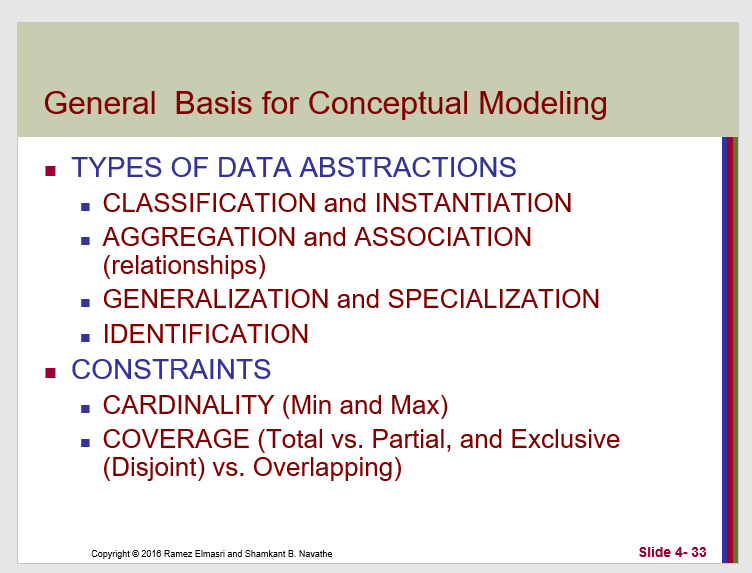 General  Basis for Conceptual Modeling
TYPES OF DATA ABSTRACTIONS
CLASSIFICATION and INSTANTIATION
AGGREGATION and ASSOCIATION
(relationships)
GENERALIZATION and SPECIALIZATION
IDENTIFICATION
CONSTRAINTS
CARDINALITY (Min and Max)
COVERAGE (Total vs. Partial, and Exclusive
(Disjoint) vs. Overlapping)
Copyright © 2016 Ramez Elmasri and Shamkant B. Navathe
Slide 4- 33